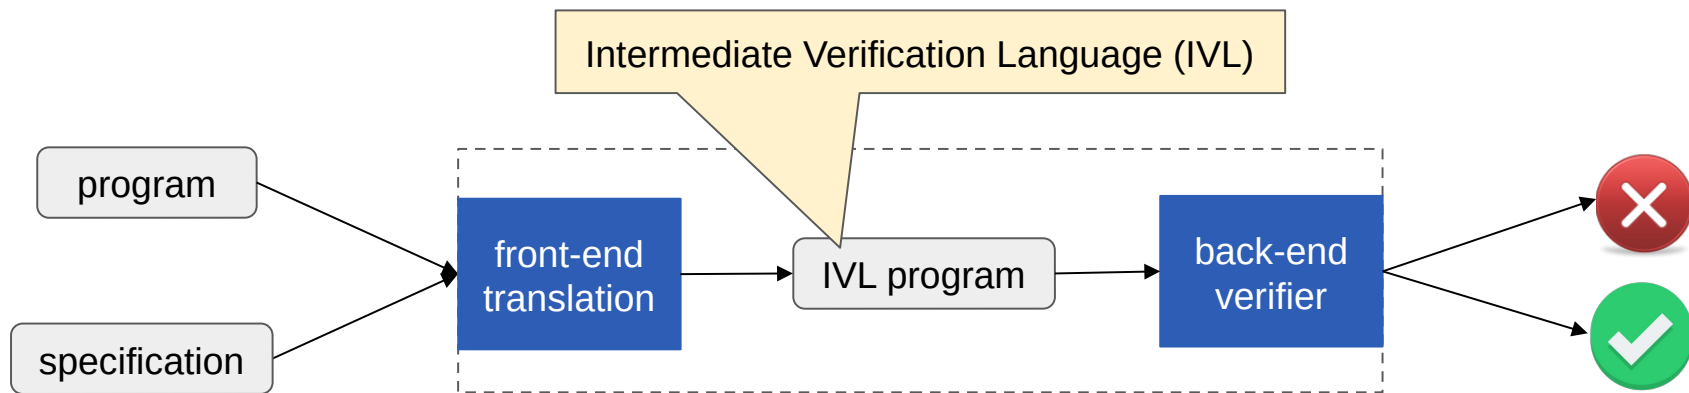 Intermediate Verification Language (IVL)
program
specification
front-end
translation
IVL program
back-end
verifier